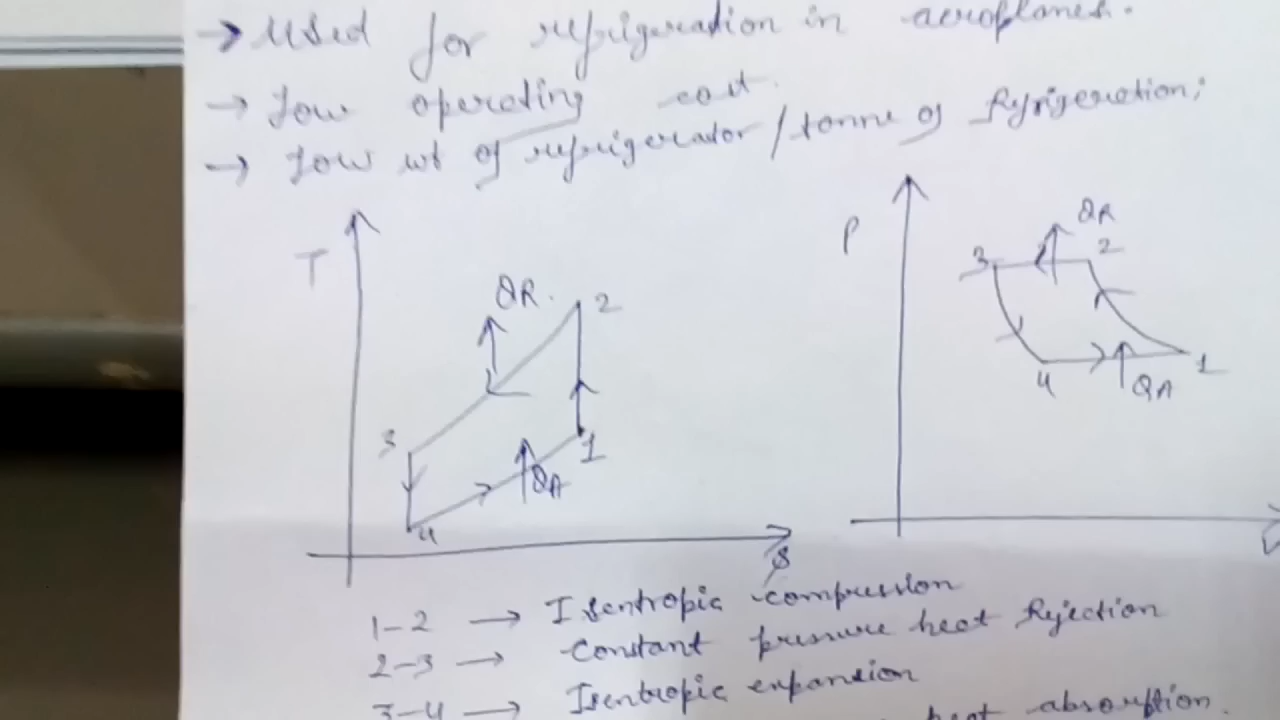 → Used for refrigeration in aeroplanes.
→ Low operating cost.
→ Low wt of refrigerator / tonne of Refrigeration;
T
QR.
2
3
1
QA
4
S
P
QR
3
2
4
1
QA
1-2 → Isentropic compression
2-3 → Constant pressure heat Rejection
3-4 → Isentropic expansion
heat absorption.